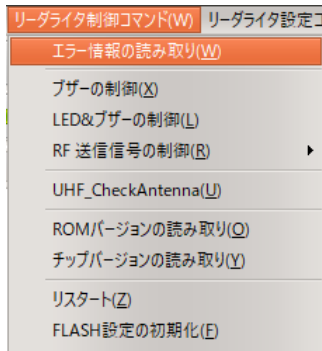 リーダライタ制御コマンド(W) リーダライタ設定コ
エラー情報の読み取り(W)
ブザーの制御(X)
LED&ブザーの制御(L)
RF 送信信号の制御(R)
UHF_CheckAntenna(U)
ROMバージョンの読み取り(O)
チップバージョンの読み取り(Y)
リスタート(Z)
FLASH設定の初期化(F)